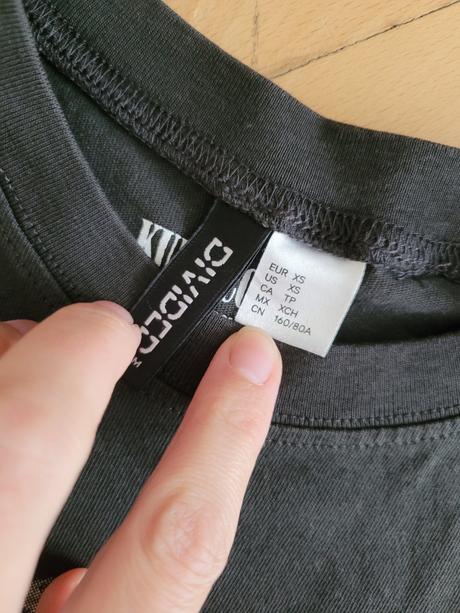 DIVIDED
EUR XS
US XS
CA TP
MX XCH
CN 160/80A